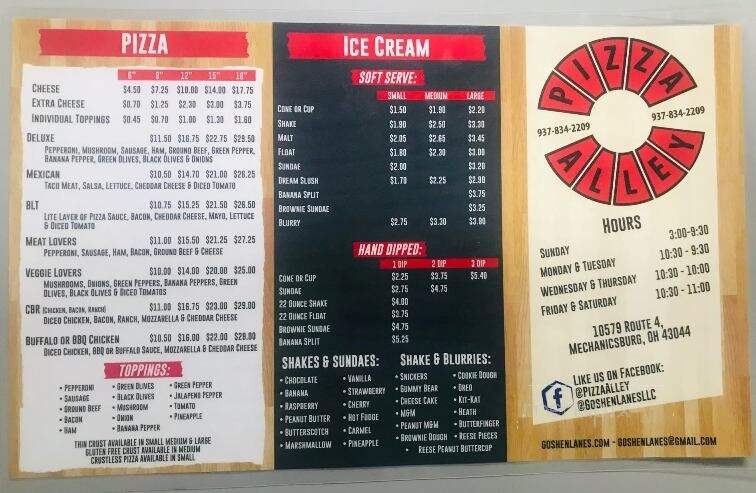 PIZZA
6" 9" 12" 15" 18"
CHEESE $4.50 $7.25 $10.00 $14.00 $17.75
EXTRA CHEESE $0.70 $1.25 $2.30 $3.00 $3.75
INDIVIDUAL TOPPINGS $0.45 $0.70 $1.00 $1.30 $1.60
DELUXE $11.50 $16.75 $22.75 $29.50
PEPPERONI, MUSHROOM, SAUSAGE, HAM, GROUND BEEF, GREEN PEPPER,
BANANA PEPPER, GREEN OLIVES, BLACK OLIVES & ONIONS
MEXICAN $10.50 $14.70 $21.00 $26.25
TACO MEAT, SALSA, LETTUCE, CHEDDAR CHEESE & DICED TOMATO
BLT $10.75 $15.25 $21.50 $26.50
LITE LAYER OF PIZZA SAUCE, BACON, CHEDDAR CHEESE, MAYO, LETTUCE
& DICED TOMATO
MEAT LOVERS $11.00 $15.50 $21.25 $27.25
PEPPERONI, SAUSAGE, HAM, BACON, GROUND BEEF & CHEESE
VEGGIE LOVERS $10.00 $14.00 $20.00 $25.00
MUSHROOMS, ONIONS, GREEN PEPPERS, BANANA PEPPERS, GREEN
OLIVES, BLACK OLIVES & DICED TOMATOS
CBR (CHICKEN, BACON, RANCH) $11.00 $16.75 $23.00 $29.00
DICED CHICKEN, BACON, RANCH, MOZZARELLA & CHEDDAR CHEESE
BUFFALO OR BBQ CHICKEN $10.50 $16.00 $22.00 $28.00
DICED CHICKEN, BBQ OR BUFFALO SAUCE, MOZZARELLA & CHEDDAR CHEESE
TOPPINGS:
• PEPPERONI
• SAUSAGE
• GROUND BEEF
• BACON
• HAM
• GREEN OLIVES
• BLACK OLIVES
• MUSHROOM
• ONION
• BANANA PEPPER
• GREEN PEPPER
• JALAPENO PEPPER
• TOMATO
• PINEAPPLE
THIN CRUST AVAILABLE IN SMALL MEDIUM & LARGE
GLUTEN FREE CRUST AVAILABLE IN MEDIUM
CRUSTLESS PIZZA AVAILABLE IN SMALL
ICE CREAM
SOFT SERVE:
SMALL MEDIUM LARGE
CONE OR CUP $1.50 $1.90 $2.20
SHAKE $1.90 $2.50 $3.30
MALT $2.05 $2.65 $3.45
FLOAT $1.80 $2.30 $3.00
SUNDAE $2.00 $3.20
DREAM SLUSH $1.70 $2.25 $2.90
BANANA SPLIT $3.75
BROWNIE SUNDAE $3.25
BLURRY $2.75 $3.30 $3.90
HAND DIPPED:
1 DIP 2 DIP 3 DIP
CONE OR CUP $2.25 $3.75 $5.40
SUNDAE $2.75 $4.75
22 OUNCE SHAKE $4.00
22 OUNCE FLOAT $3.75
BROWNIE SUNDAE $4.75
BANANA SPLIT $5.25
SHAKES & SUNDAES:
• CHOCOLATE
• BANANA
• RASPBERRY
• PEANUT BUTTER
• BUTTERSCOTCH
• MARSHMALLOW
• VANILLA
• STRAWBERRY
• CHERRY
• HOT FUDGE
• CARMEL
• PINEAPPLE
SHAKE & BLURRIES:
• SNICKERS
• GUMMY BEAR
• CHEESE CAKE
• M&M
• PEANUT M&M
• BROWNIE DOUGH
• COOKIE DOUGH
• OREO
• KIT-KAT
• HEATH
• BUTTERFINGER
• REESE PIECES
• REESE PEANUT BUTTERCUP
PIZZA
937-834-2209
937-834-2209
ALLEY
HOURS
SUNDAY 3:00-9:30
MONDAY & TUESDAY 10:30 - 9:30
WEDNESDAY & THURSDAY 10:30 - 10:00
FRIDAY & SATURDAY 10:30 - 11:00
10579 ROUTE 4,
MECHANICSBURG, OH 43044
LIKE US ON FACEBOOK:
@PIZZAALLEY
@GOSHENLANESLLC
f
GOSHENLANES.COM - GOSHENLANES@GMAIL.COM